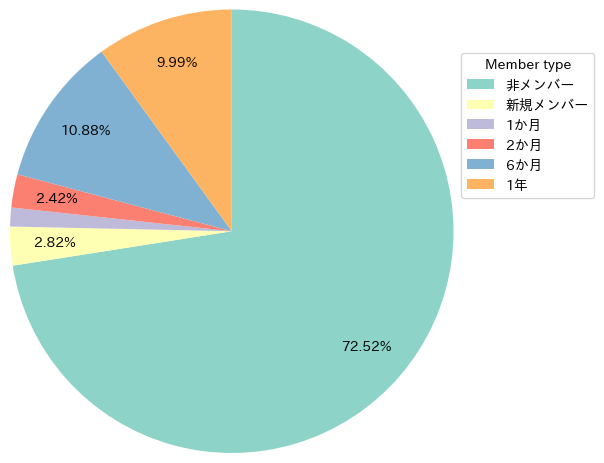 9.99%
10.88%
2.42%
2.82%
72.52%
Member type
非メンバー
新規メンバー
1か月
2か月
6か月
1年